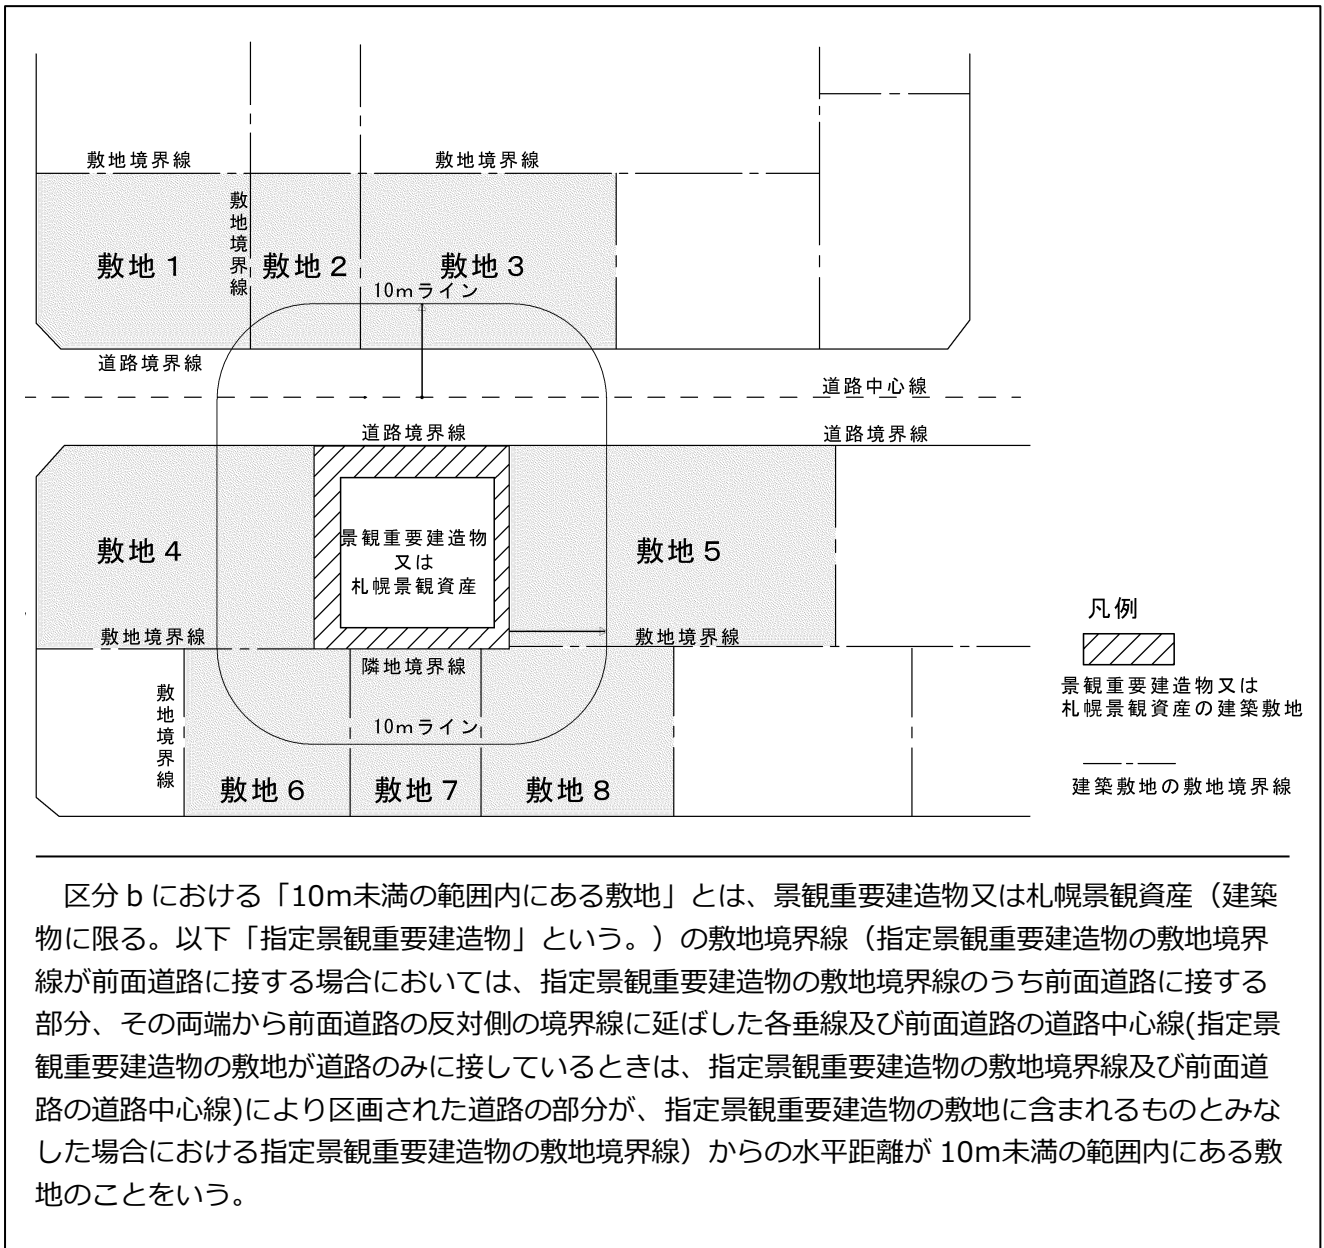 敷地境界線
敷地境界線
敷地境界線
敷地１
敷地２
敷地３
10mライン
道路境界線
道路中心線
道路境界線
道路境界線
景観重要建造物
又は
札幌景観資産
敷地４
敷地５
敷地境界線
敷地境界線
隣地境界線
敷地境界線
10mライン
敷地６
敷地７
敷地８
凡例
景観重要建造物又は
札幌景観資産の建築敷地
建築敷地の敷地境界線
区分ｂにおける「10m未満の範囲内にある敷地」とは、景観重要建造物又は札幌景観資産（建築
物に限る。以下「指定景観重要建造物」という。）の敷地境界線（指定景観重要建造物の敷地境界
線が前面道路に接する場合においては、指定景観重要建造物の敷地境界線のうち前面道路に接する
部分、その両端から前面道路の反対側の境界線に延ばした各垂線及び前面道路の道路中心線(指定景
観重要建造物の敷地が道路のみに接しているときは、指定景観重要建造物の敷地境界線及び前面道
路の道路中心線)により区画された道路の部分が、指定景観重要建造物の敷地に含まれるものとみな
した場合における指定景観重要建造物の敷地境界線）からの水平距離が 10m未満の範囲内にある敷
地のことをいう。